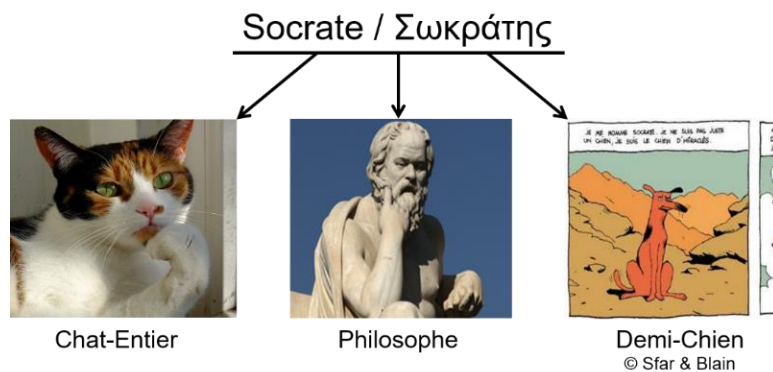 Socrate / Σωκράτης
JE ME NOMME SOCRATE. JE NE SUIS PAS JUSTE
UN CHIEN, JE SUIS LE CHIEN D'HÉRACLÈS.
Chat-Entier
Philosophe
Demi-Chien
© Sfar & Blain